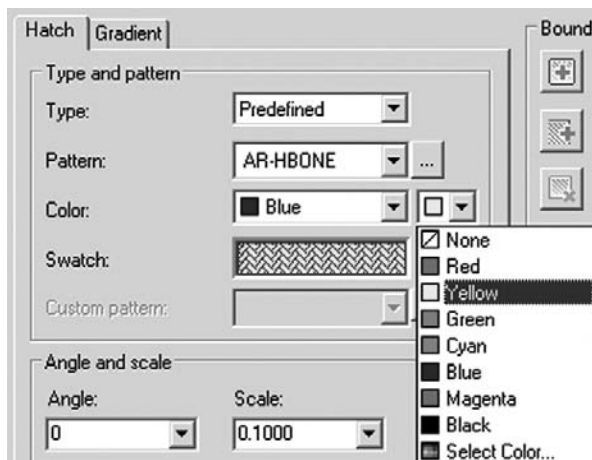 Hatch Gradient Bound
Type and pattern
Type: Predefined
Pattern: AR-HBONE ...
Color: Blue
Swatch:
Custom pattern:
None
Red
Yellow
Green
Cyan
Blue
Magenta
Black
Select Color...
Angle and scale
Angle: Scale:
0 0.1000